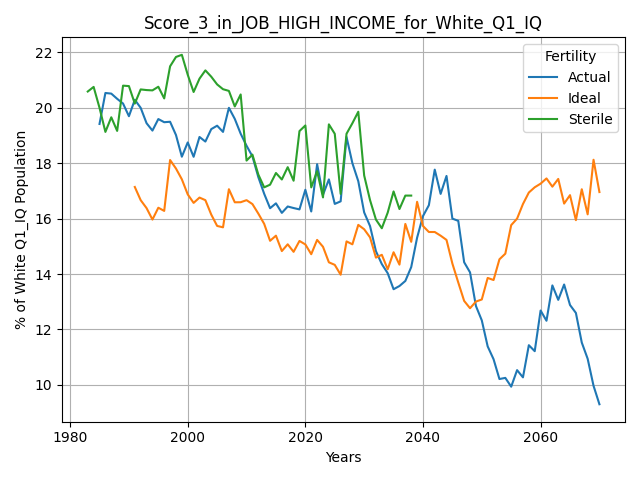 Score_3_in_JOB_HIGH_INCOME_for_White_Q1_IQ
% of White Q1_IQ Population
22
20
18
16
14
12
10
Fertility
Actual
Ideal
Sterile
1980 2000 2020 2040 2060
Years